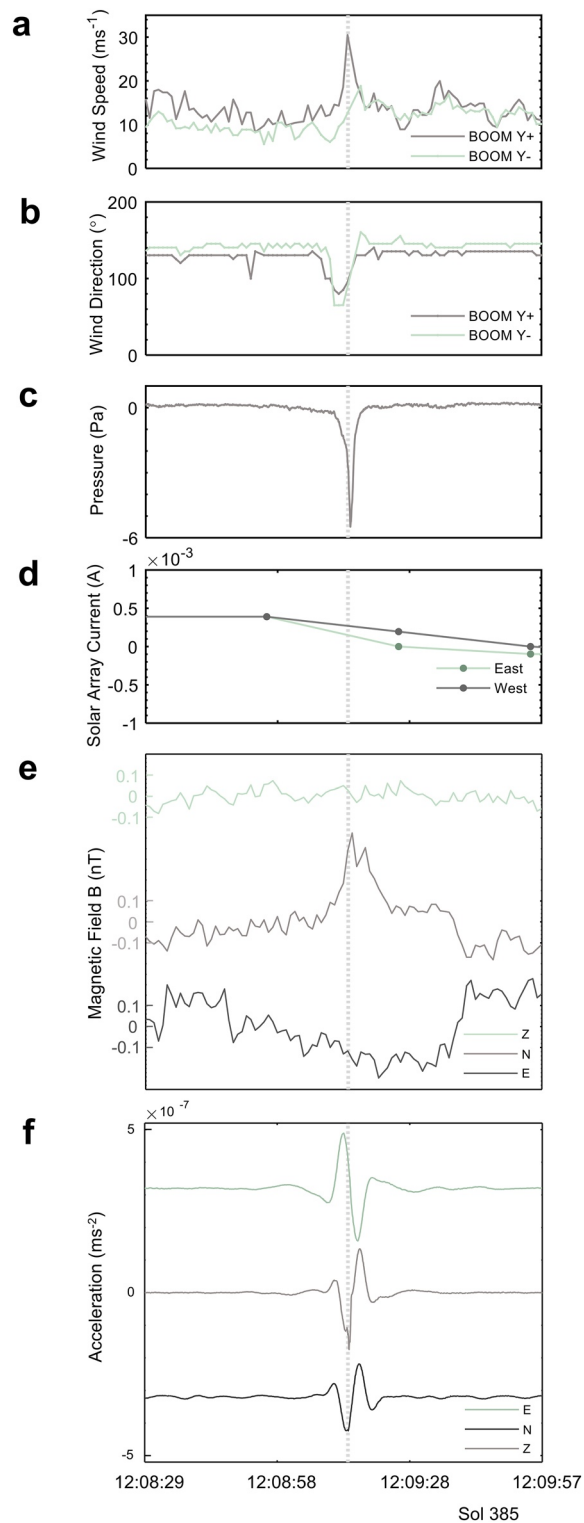 a
Wind Speed (ms-1)
30
20
10
0
BOOM Y+
BOOM Y-
b
Wind Direction (°)
200
100
0
BOOM Y+
BOOM Y-
c
Pressure (Pa)
0
-6
d
×10-3
Solar Array Current (A)
1
0.5
0
-0.5
-1
East
West
e
Magnetic Field B (nT)
0.1
0
-0.1
0.1
0
-0.1
0.1
0
-0.1
Z
N
E
f
×10 -7
Acceleration (ms-2)
5
0
-5
E
N
Z
12:08:29 12:08:58 12:09:28 12:09:57
Sol 385